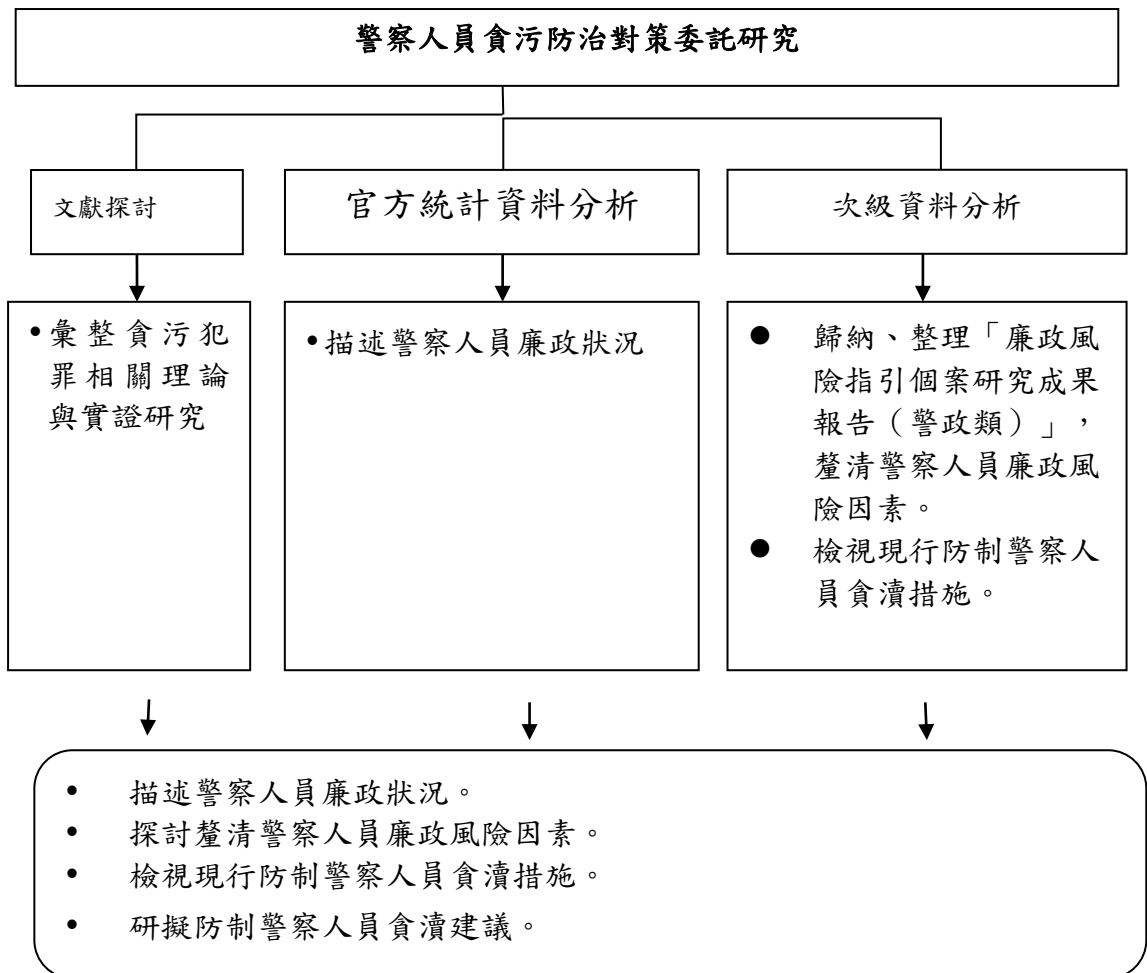 警察人員貪污防治對策委託研究
文獻探討
官方統計資料分析
次級資料分析
•彙整貪污犯
罪相關理論
與實證研究
•描述警察人員廉政狀況
● 歸納、整理「廉政風
險指引個案研究成果
報告（警政類）」，
釐清警察人員廉政風
險因素。
● 檢視現行防制警察人
員貪瀆措施。
• 描述警察人員廉政狀況。
• 探討釐清警察人員廉政風險因素。
• 檢視現行防制警察人員貪瀆措施。
• 研擬防制警察人員貪瀆建議。